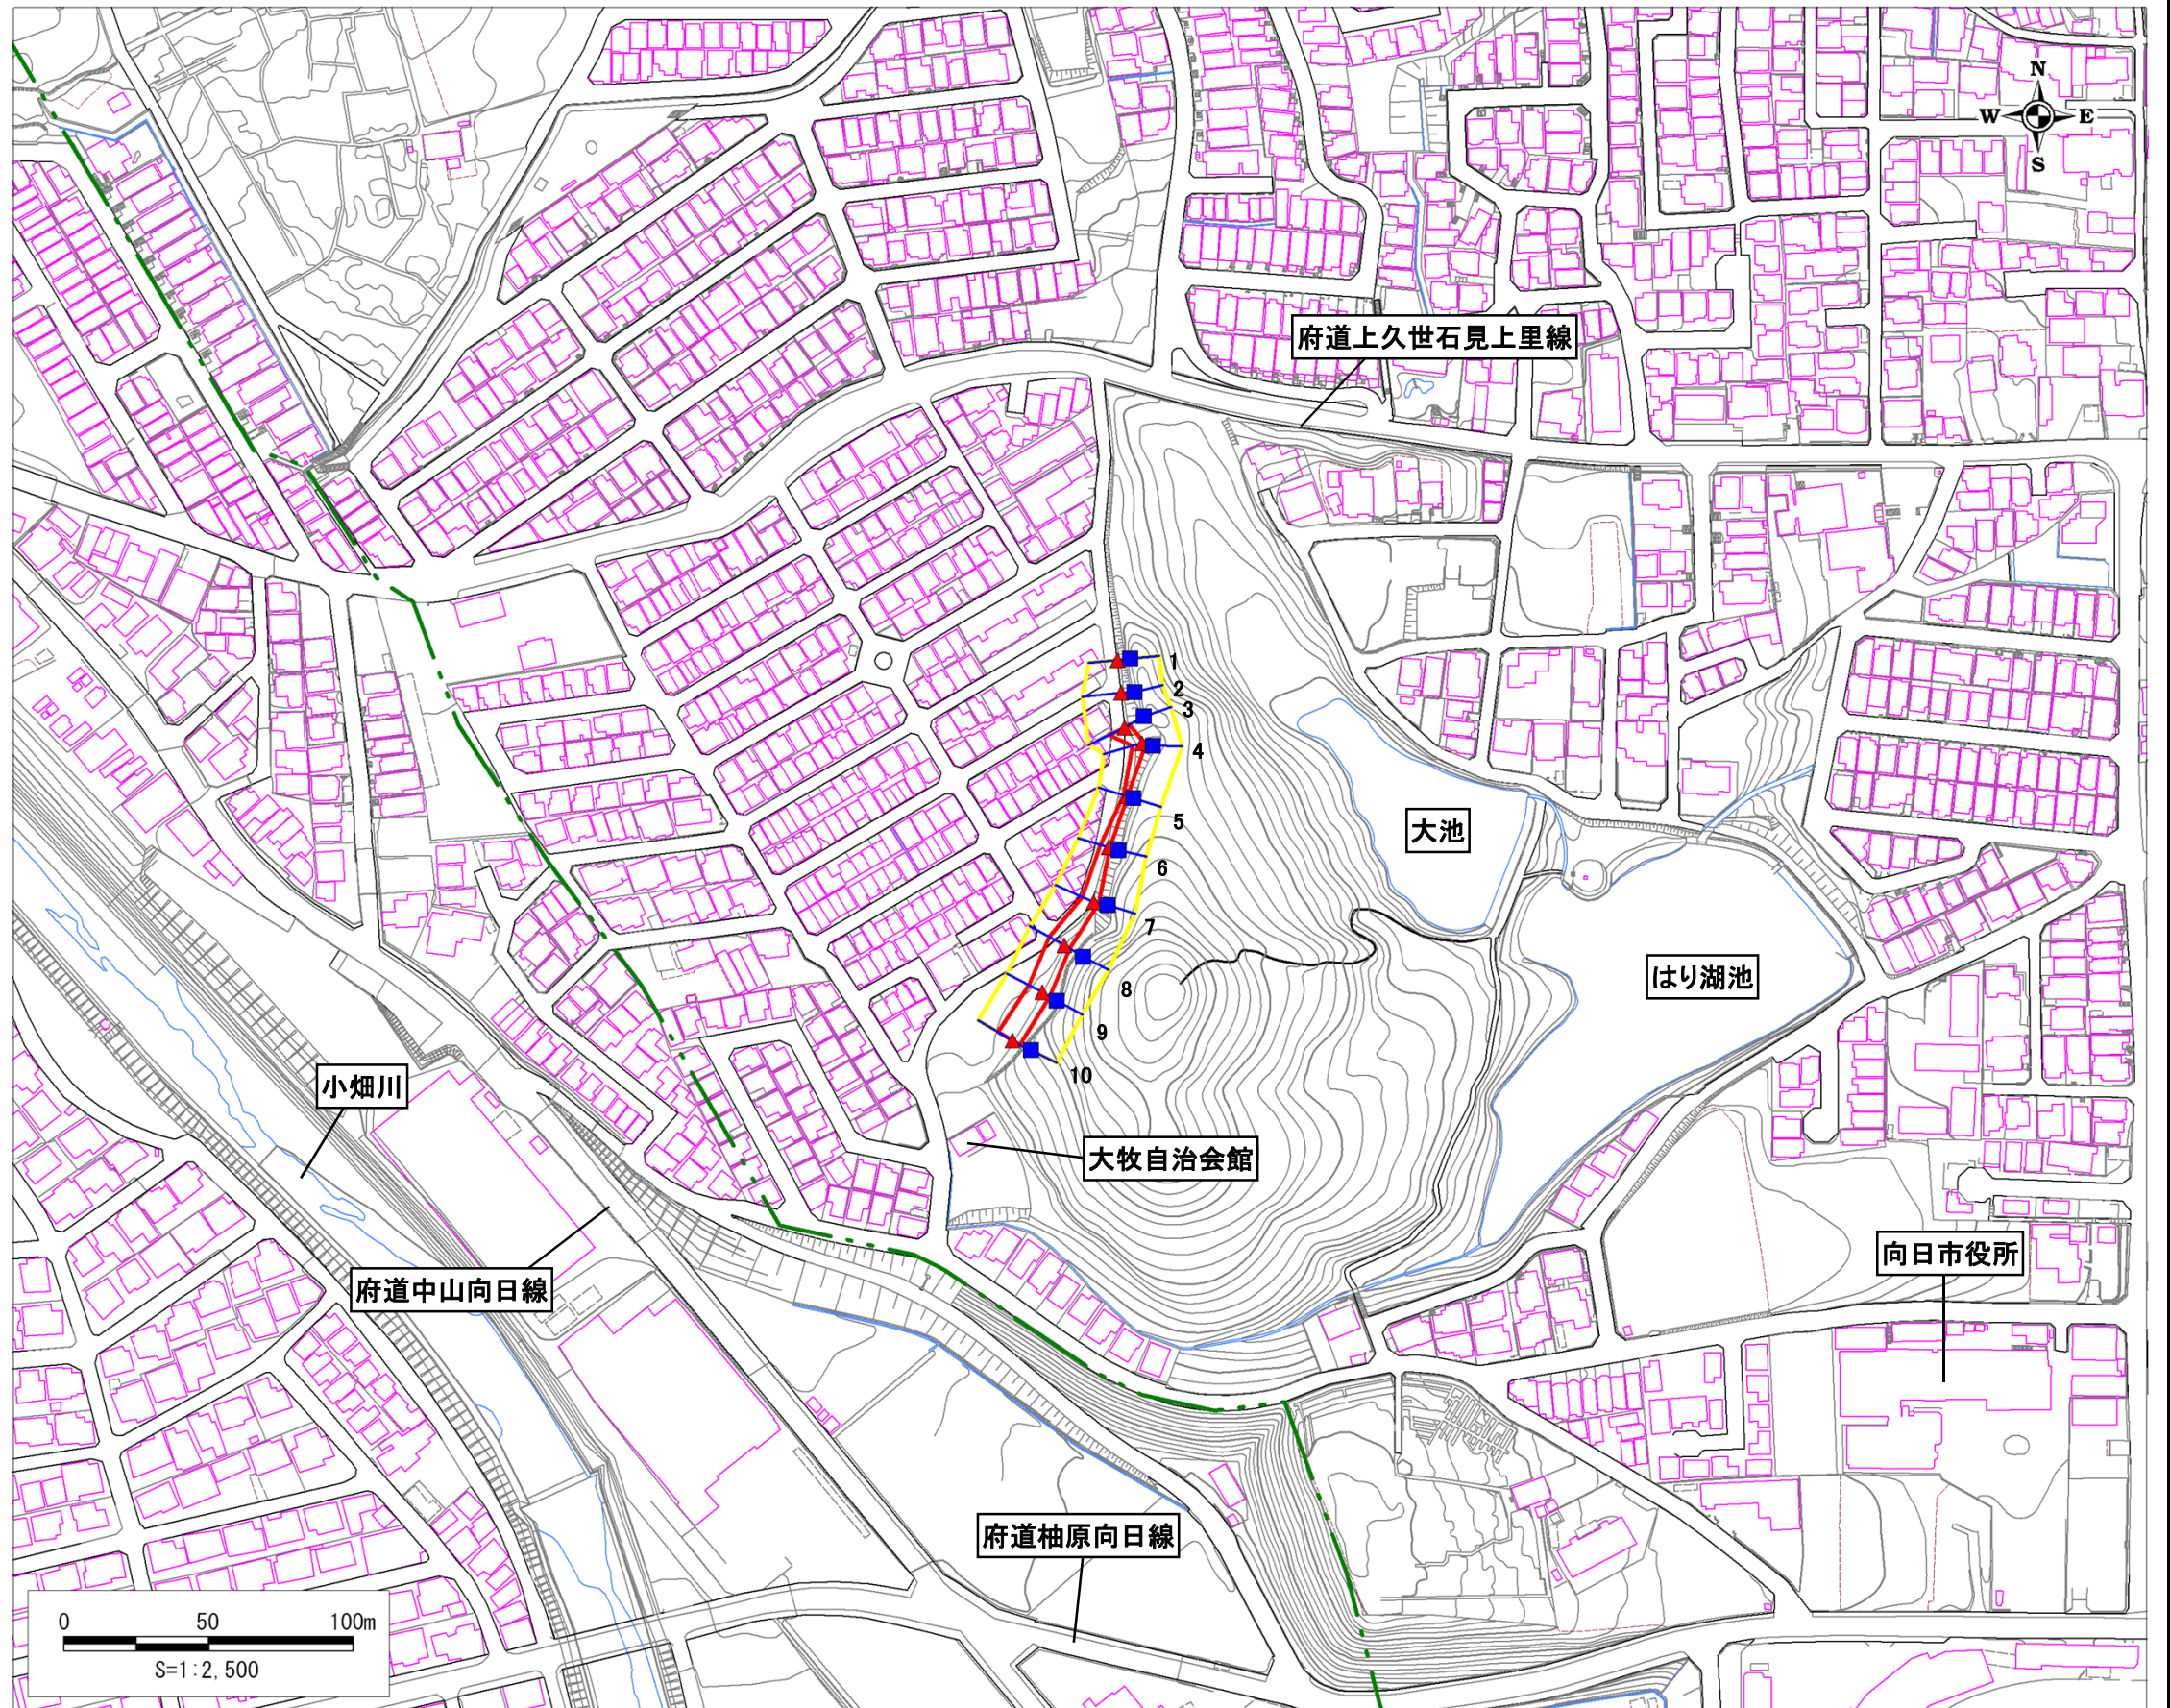 N
W E
S
府道上久世石見上里線
1
2
3
4
5
6
7
8
9
10
大池
はり湖池
小畑川
大牧自治会館
府道中山向日線
向日市役所
府道柚原向日線
0 50 100m
S=1:2,500